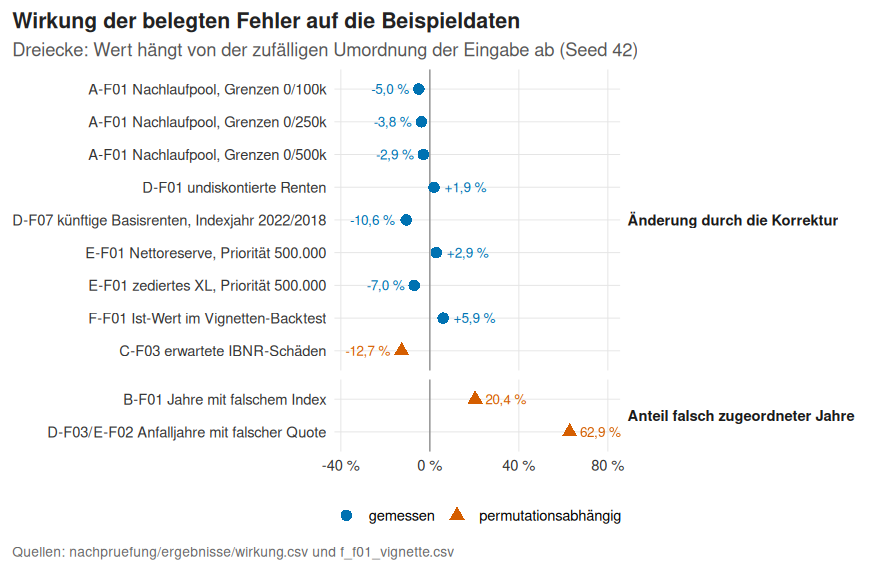 Wirkung der belegten Fehler auf die Beispieldaten
Dreiecke: Wert hängt von der zufälligen Umordnung der Eingabe ab (Seed 42)
A-F01 Nachlaufpool, Grenzen 0/100k -5,0 %
A-F01 Nachlaufpool, Grenzen 0/250k -3,8 %
A-F01 Nachlaufpool, Grenzen 0/500k -2,9 %
D-F01 undiskontierte Renten +1,9 %
D-F07 künftige Basisrenten, Indexjahr 2022/2018 -10,6 % Änderung durch die Korrektur
E-F01 Nettoreserve, Priorität 500.000 +2,9 %
E-F01 zediertes XL, Priorität 500.000 -7,0 %
F-F01 Ist-Wert im Vignetten-Backtest +5,9 %
C-F03 erwartete IBNR-Schäden -12,7 %
B-F01 Jahre mit falschem Index 20,4 %
Anteil falsch zugeordneter Jahre
D-F03/E-F02 Anfalljahre mit falscher Quote 62,9 %
-40 % 0 % 40 % 80 %
gemessen permutationsabhängig
Quellen: nachpruefung/ergebnisse/wirkung.csv und f_f01_vignette.csv